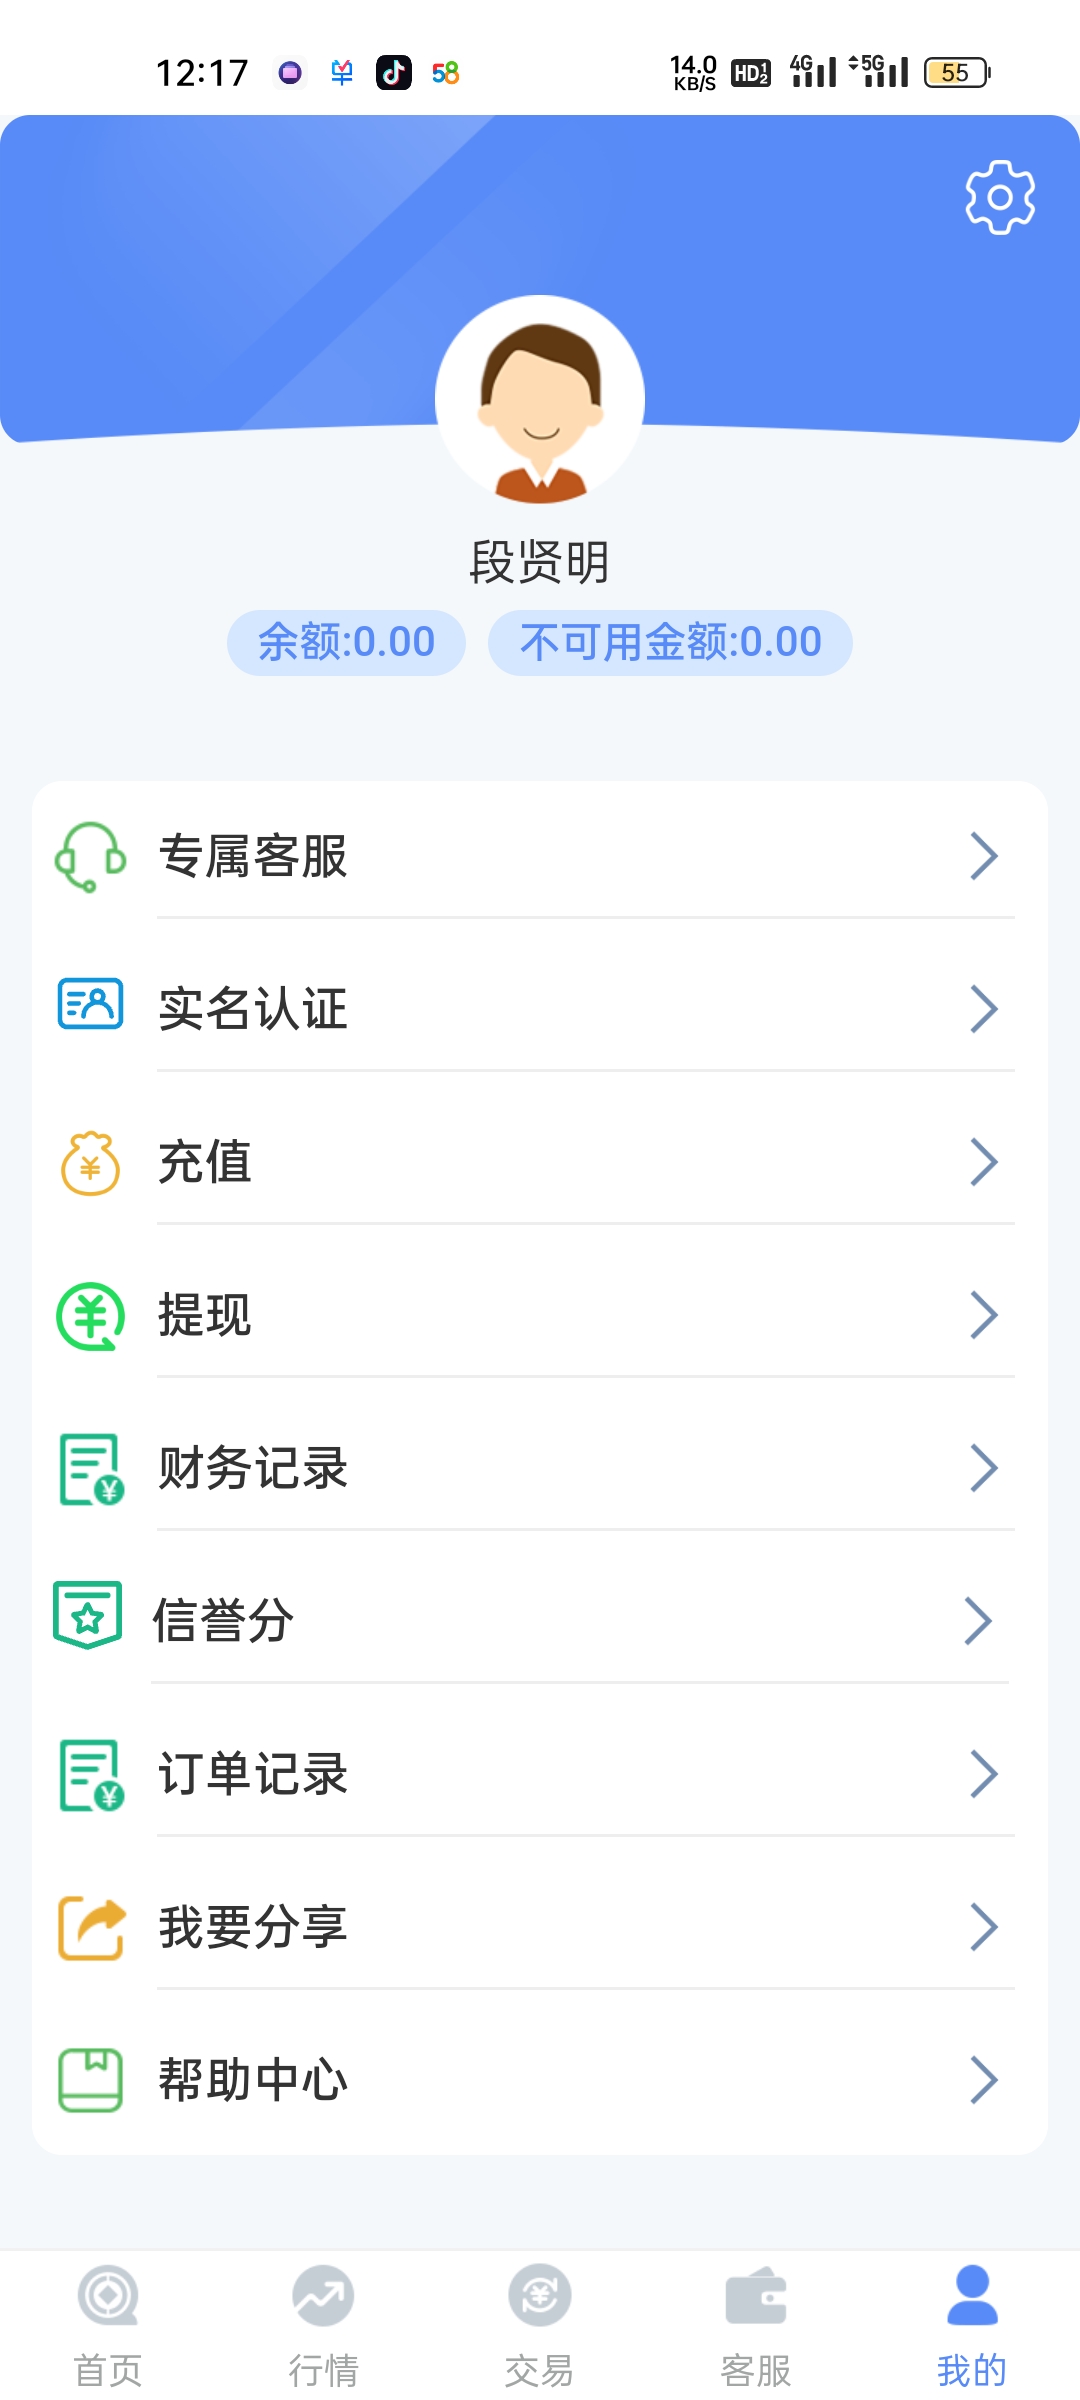 12:17
58
14.0 KB/S HD 1 2 4G 5G 55
段贤明
余额:0.00 不可用金额:0.00
专属客服
实名认证
充值
提现
财务记录
信誉分
订单记录
我要分享
帮助中心
首页 行情 交易 客服 我的